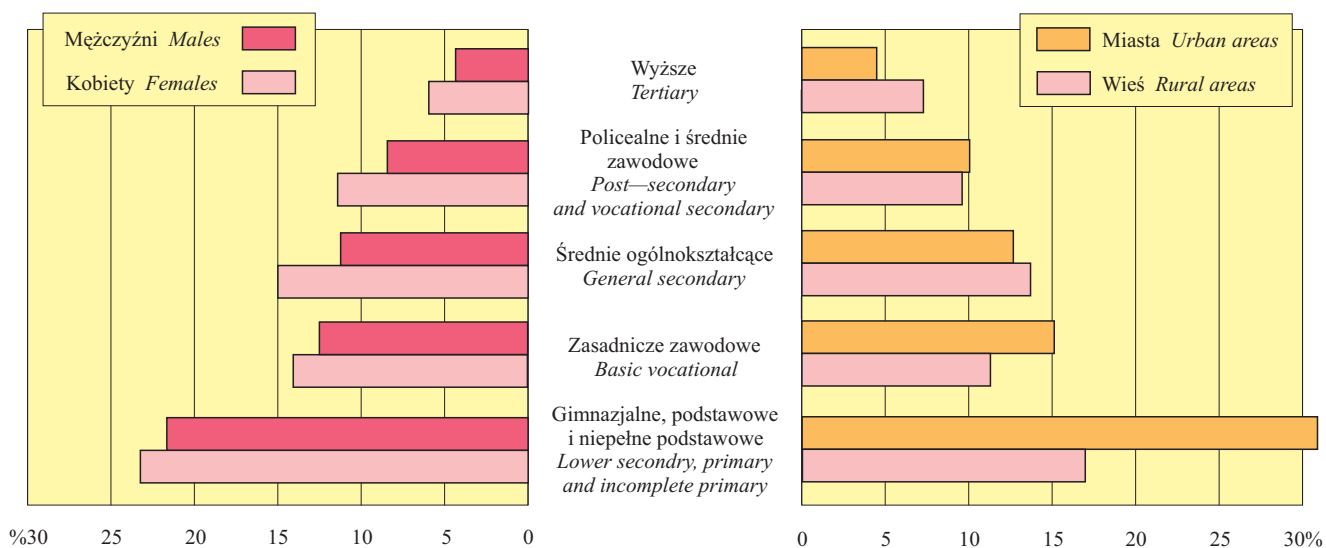 Mężczyźni Males
Kobiety Females
Miasta Urban areas
Wieś Rural areas
Wyższe
Tertiary
Policealne i średnie
zawodowe
Post—secondary
and vocational secondary
Średnie ogólnokształcące
General secondary
Zasadnicze zawodowe
Basic vocational
Gimnazjalne, podstawowe
i niepełne podstawowe
Lower secondry, primary
and incomplete primary
%30 25 20 15 10 5 0
0 5 10 15 20 25 30%